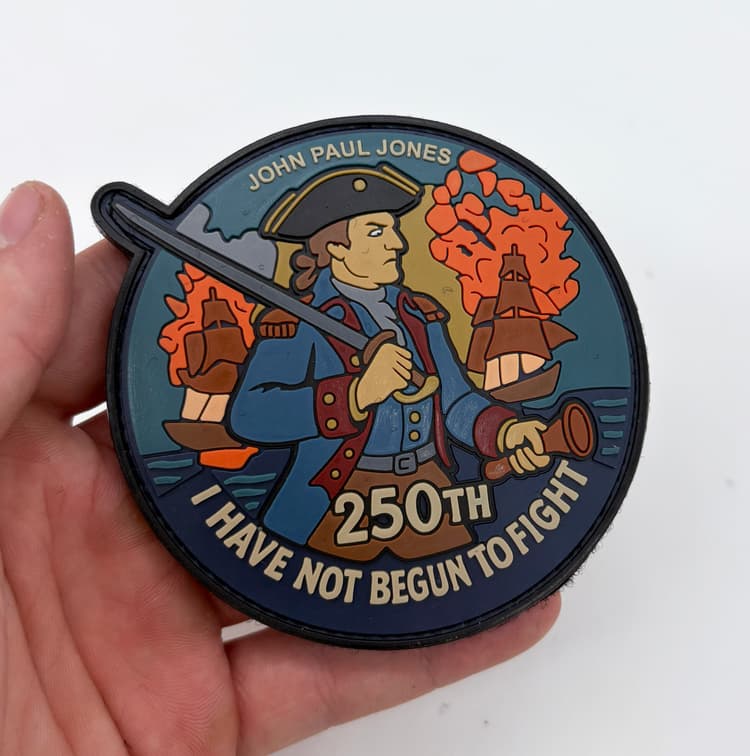 JOHN PAUL JONES
250TH
I HAVE NOT BEGUN TO FIGHT